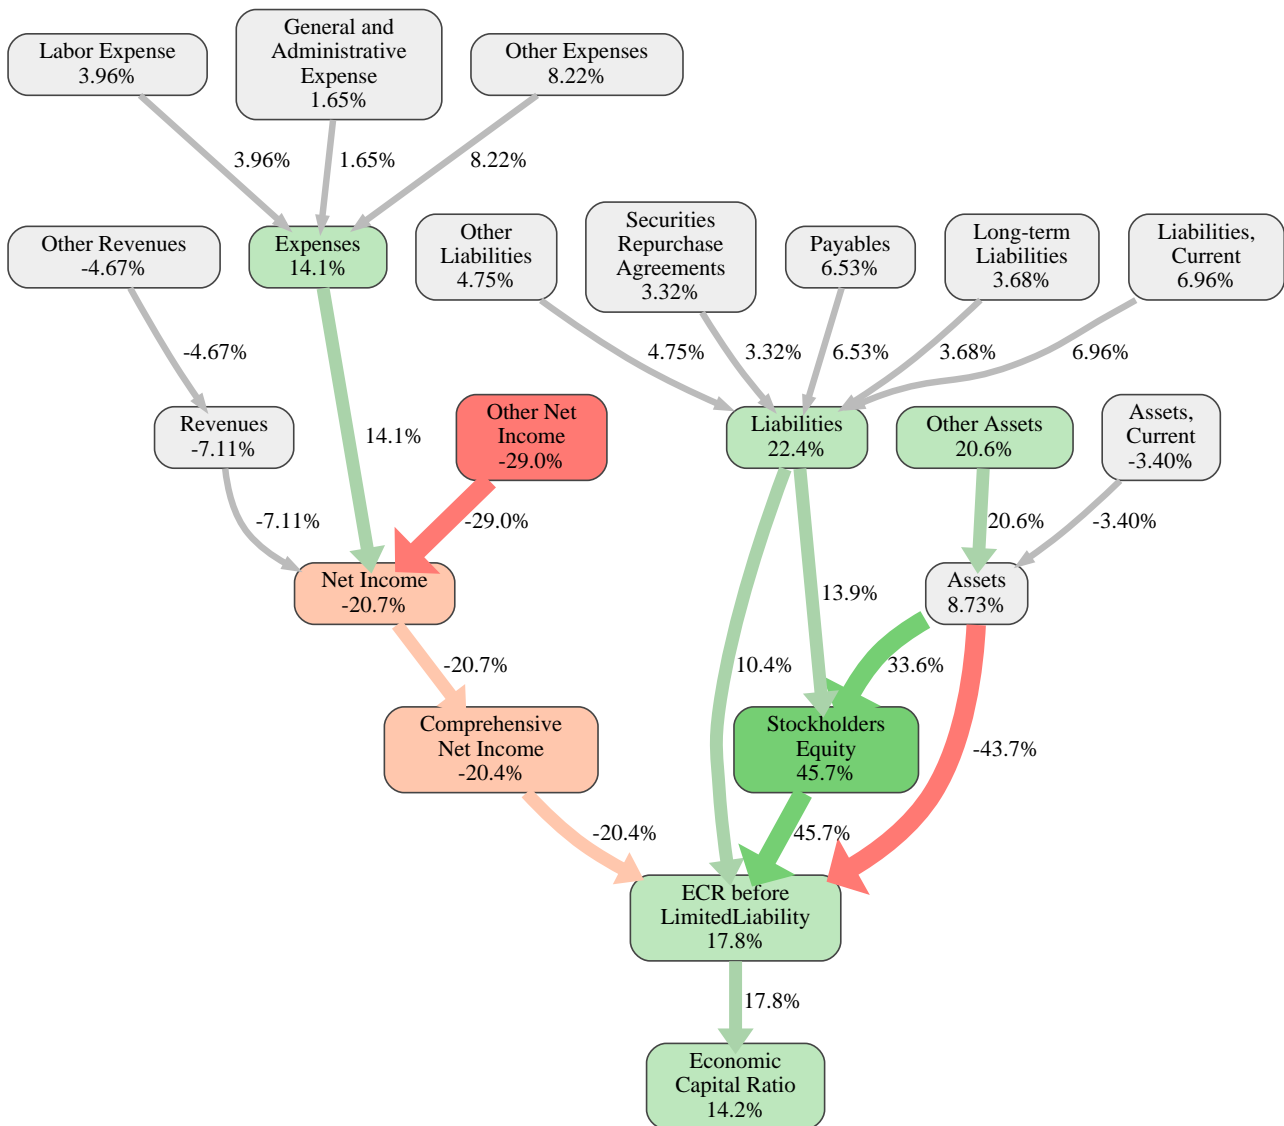 Labor Expense
3.96%
General and
Administrative
Expense
1.65%
Other Expenses
8.22%
3.96%
1.65%
8.22%
Other Revenues
-4.67%
Expenses
14.1%
Other
Liabilities
4.75%
Securities
Repurchase
Agreements
3.32%
Payables
6.53%
Long-term
Liabilities
3.68%
Liabilities,
Current
6.96%
-4.67%
4.75%
3.32%
6.53%
3.68%
6.96%
Revenues
-7.11%
14.1%
Other Net
Income
-29.0%
Liabilities
22.4%
Other Assets
20.6%
Assets,
Current
-3.40%
-7.11%
-29.0%
20.6%
-3.40%
Net Income
-20.7%
13.9%
Assets
8.73%
-20.7%
10.4%
33.6%
Comprehensive
Net Income
-20.4%
Stockholders
Equity
45.7%
-43.7%
-20.4%
45.7%
ECR before
LimitedLiability
17.8%
17.8%
Economic
Capital Ratio
14.2%